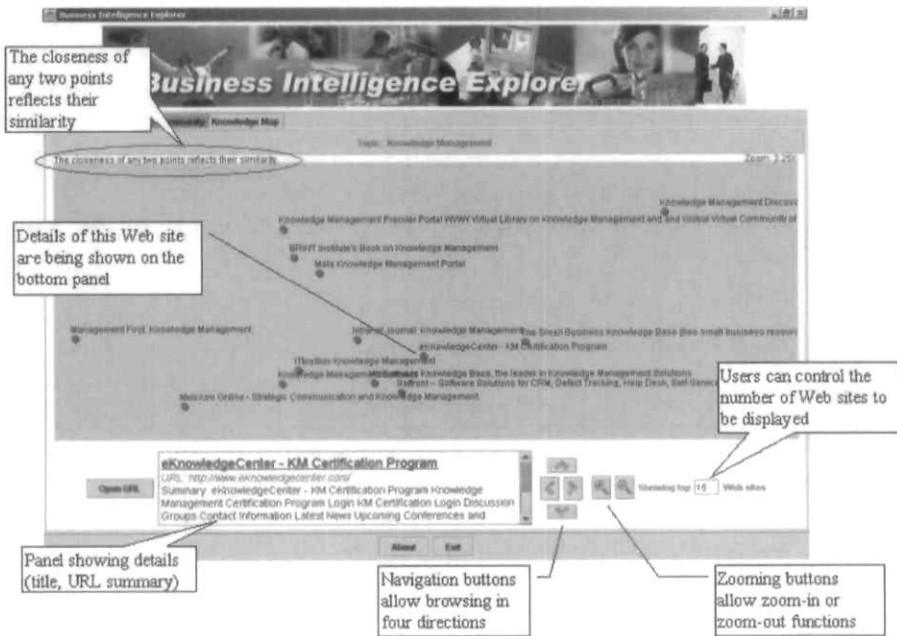 Business Intelligence Explorer
The closeness of
any two points
reflects their
similarity
Business Intelligence Explorer
Knowledge Map
Topic: Knowledge Management
The closeness of any two points reflects their similarity
Zoom:
Knowledge Management Discuss
Knowledge Management Premier Portal WWW Virtual Library on Knowledge Management and Global Virtual Community of
Details of this Web site
are being shown on the
bottom panel
BRINT Institute's Book on Knowledge Management
Meta Knowledge Management Portal
Management First: Knowledge Management
Intranet Journal: Knowledge Management
The Small Business Knowledge Base (free small business resourc
eKnowledgeCenter - KM Certification Program
Knowledge Management
Knowledge Management
Knowledge Base, the leader in Knowledge Management Solutions
Software Solutions for CRM, Defect Tracking, Help Desk, Self-Service
Melcrum Online - Strategic Communication and Knowledge Management
Users can control the
number of Web sites to
be displayed
eKnowledgeCenter - KM Certification Program
URL: http://www.eknowledgecenter.com/
Open URL
Summary: eKnowledgeCenter - KM Certification Program Knowledge
Management Certification Program Login KM Certification Login Discussion
Groups Contact Information Latest News Upcoming Conferences and
Showing top 15 Web sites
About Exit
Panel showing details
(title, URL summary)
Navigation buttons
allow browsing in
four directions
Zooming buttons
allow zoom-in or
zoom-out functions